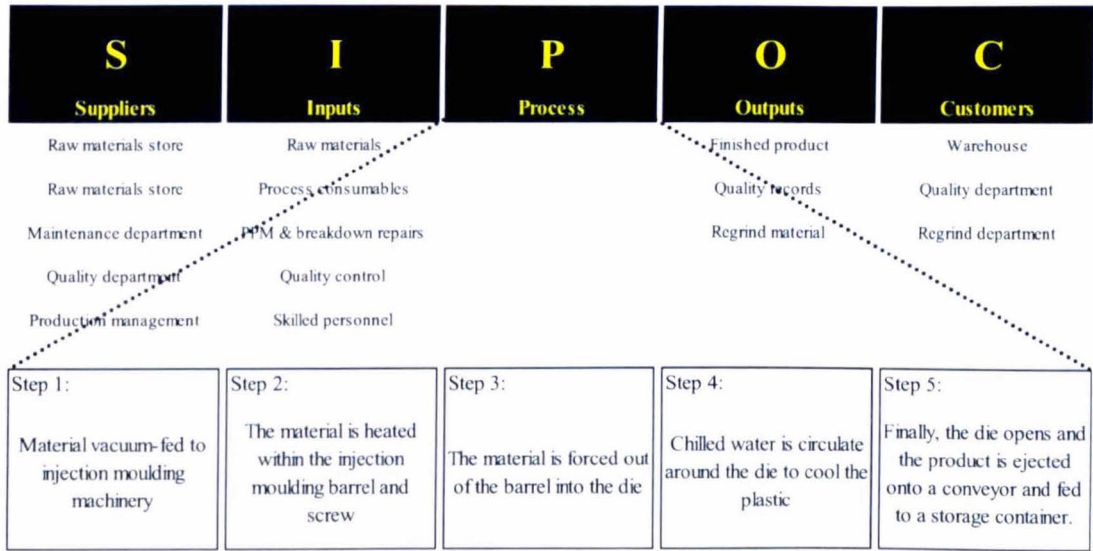 S
Suppliers
I
Inputs
P
Process
O
Outputs
C
Customers
Raw materials store
Raw materials
Finished product
Warehouse
Raw materials store
Process consumables
Quality records
Quality department
Maintenance department
PPM & breakdown repairs
Regrind material
Regrind department
Quality department
Quality control
Production management
Skilled personnel
Step 1:
Material vacuum-fed to
injection moulding
machinery
Step 2:
The material is heated
within the injection
moulding barrel and
screw
Step 3:
The material is forced out
of the barrel into the die
Step 4:
Chilled water is circulate
around the die to cool the
plastic
Step 5:
Finally, the die opens and
the product is ejected
onto a conveyor and fed
to a storage container.